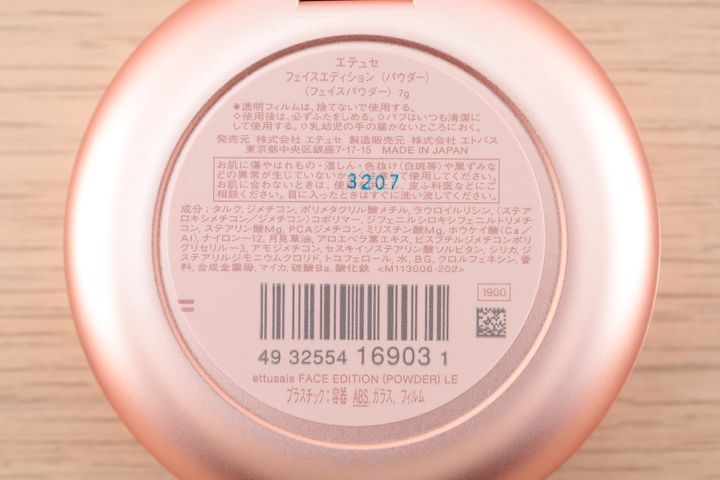 エテュセ
フェイスエディション（パウダー）
〈フェイスパウダー〉7g
●透明フィルムは、捨てないで使用する。
◇使用後は、必ずふたをしめる。◇パフはいつも清潔に
して使用する。◇乳幼児の手の届かないところにおく。
発売元 株式会社 エテュセ 製造販売元 株式会社 エトバス
東京都中央区銀座7-17-15 MADE IN JAPAN
お肌に傷やはれもの・湿しん・色抜け(白斑等)や黒ずみな
どの異常が生じていないか して使用してください。
お肌に合わないときは、使 、皮ふ科医などにご
相談ください。目に入ったときはすぐに洗い流してください。
3207
成分：タルク, ジメチコン, ポリメタクリル酸メチル, ラウロイルリシン, (ステア
ロキシメチコン/ジメチコン)コポリマー, ジフェニルシロキシフェニルトリメチ
コン, ステアリン酸Mg, PCAジメチコン, ミリスチン酸Mg, ホウケイ酸(Ca/
Al), ナイロン-12, 月見草油, アロエベラ葉エキス, ビスブチルジメチコンポリ
グリセリル-3, アモジメチコン, セスキイソステアリン酸ソルビタン, シリカ, ジ
ステアリルジモニウムクロリド, トコフェロール, 水, BG, クロルフェネシン, 香
料, 合成金雲母, マイカ, 硫酸Ba, 酸化鉄 <M113006-202>
1900
4 932554 169031
ettusais FACE EDITION (POWDER) LE
プラスチック：容器 ABS, ガラス、フィルム